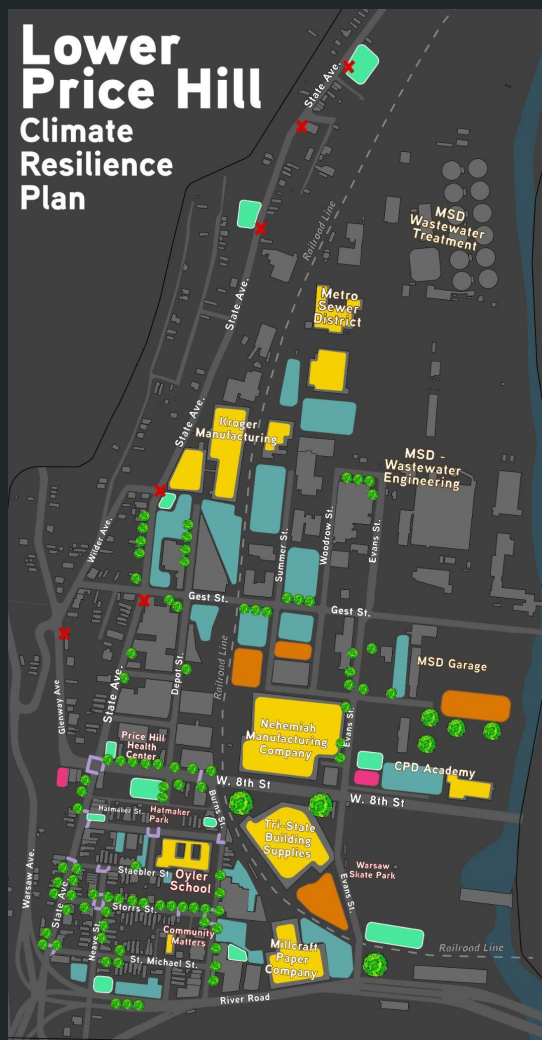 Lower
Price Hill
Climate
Resilience
Plan
State Ave.
Railroad Line
MSD
Wastewater
Treatment
State Ave.
Metro
Sewer
District
State Ave.
Kroger
Manufacturing
MSD -
Wastewater
Engineering
Wilder Ave.
Summer St.
Woodrow St.
Evans St.
Gest St.
Gest St.
Railroad Line
Depot St.
MSD Garage
Glenway Ave
State Ave.
Nehemiah
Manufacturing
Company
Evans St.
Price Hill
Health
Center
CPD Academy
W. 8th St
W. 8th St
Hatmaker St.
Hatmaker
Park
Burns St.
Tri-State
Building
Supplies
Warsaw Ave.
Staebler St.
Oyler
School
Warsaw
Skate Park
Evans St.
State Ave.
Storrs St.
Neave St.
Community
Matters
St. Michael St.
Millcraft
Paper
Company
Railroad Line
River Road